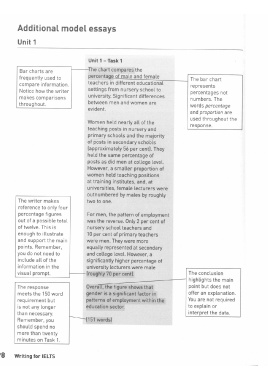 Additional model essays
Unit 1
Unit 1 – Task 1
The chart compares the
percentage of male and female
teachers in different educational
settings from nursery school to
university. Significant differences
between men and women are
evident.
Women held nearly all of the
teaching posts in nursery and
primary schools and the majority
of posts in secondary schools
(approximately 56 per cent). They
held the same percentage of
posts as did men at college level.
However, a smaller proportion of
women held teaching positions
at training institutes, and, at
universities, female lecturers were
outnumbered by males by roughly
two to one.
For men, the pattern of employment
was the reverse. Only 2 per cent of
nursery school teachers and
10 per cent of primary teachers
were men. They were more
equally represented at secondary
and college level. However, a
significantly higher percentage of
university lecturers were male
(roughly 70 per cent).
Overall, the figure shows that
gender is a significant factor in
patterns of employment within the
education sector.
(151 words)
Bar charts are
frequently used to
compare information.
Notice how the writer
makes comparisons
throughout.
The writer makes
reference to only four
percentage figures
out of a possible total
of twelve. This is
enough to illustrate
and support the main
points. Remember,
you do not need to
include all of the
information in the
visual prompt.
The response
meets the 150 word
requirement but
is not any longer
than necessary.
Remember, you
should spend no
more than twenty
minutes on Task 1.
The bar chart
represents
percentages not
numbers. The
words percentage
and proportion are
used throughout the
response.
The conclusion
highlights the main
point but does not
offer an explanation.
You are not required
to explain or
interpret the data.
8 Writing for IELTS